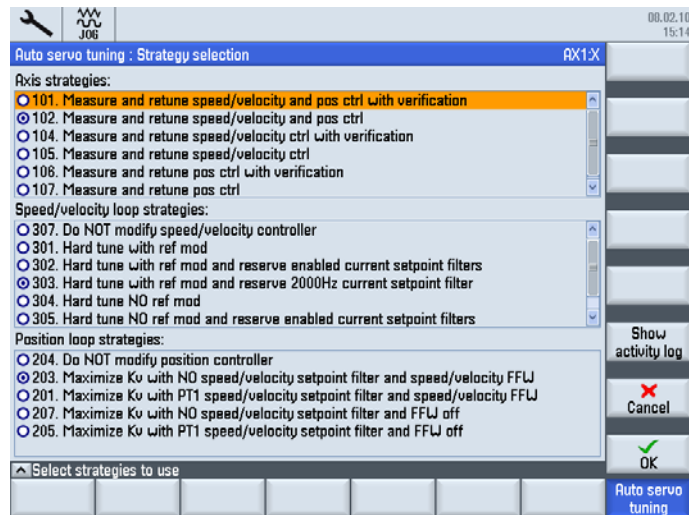 JOG
08.02.10
15:14
Auto servo tuning : Strategy selection AX1:X
Axis strategies:
101. Measure and retune speed/velocity and pos ctrl with verification
102. Measure and retune speed/velocity and pos ctrl
104. Measure and retune speed/velocity ctrl with verification
105. Measure and retune speed/velocity ctrl
106. Measure and retune pos ctrl with verification
107. Measure and retune pos ctrl
Speed/velocity loop strategies:
307. Do NOT modify speed/velocity controller
301. Hard tune with ref mod
302. Hard tune with ref mod and reserve enabled current setpoint filters
303. Hard tune with ref mod and reserve 2000Hz current setpoint filter
304. Hard tune NO ref mod
305. Hard tune NO ref mod and reserve enabled current setpoint filters
Position loop strategies:
204. Do NOT modify position controller
203. Maximize Kv with NO speed/velocity setpoint filter and speed/velocity FFW
201. Maximize Kv with PT1 speed/velocity setpoint filter and speed/velocity FFW
207. Maximize Kv with NO speed/velocity setpoint filter and FFW off
205. Maximize Kv with PT1 speed/velocity setpoint filter and FFW off
Select strategies to use
Show
activity log
Cancel
OK
Auto servo
tuning